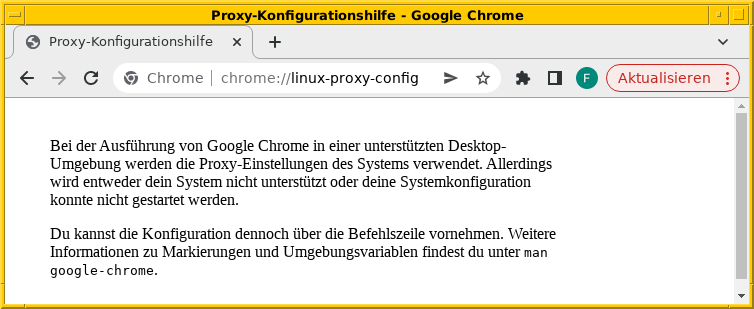 Proxy-Konfigurationshilfe - Google Chrome
Proxy-Konfigurationshilfe
Chrome | chrome://linux-proxy-config
F
Aktualisieren
Bei der Ausführung von Google Chrome in einer unterstützten Desktop-
Umgebung werden die Proxy-Einstellungen des Systems verwendet. Allerdings
wird entweder dein System nicht unterstützt oder deine Systemkonfiguration
konnte nicht gestartet werden.
Du kannst die Konfiguration dennoch über die Befehlszeile vornehmen. Weitere
Informationen zu Markierungen und Umgebungsvariablen findest du unter man
google-chrome.